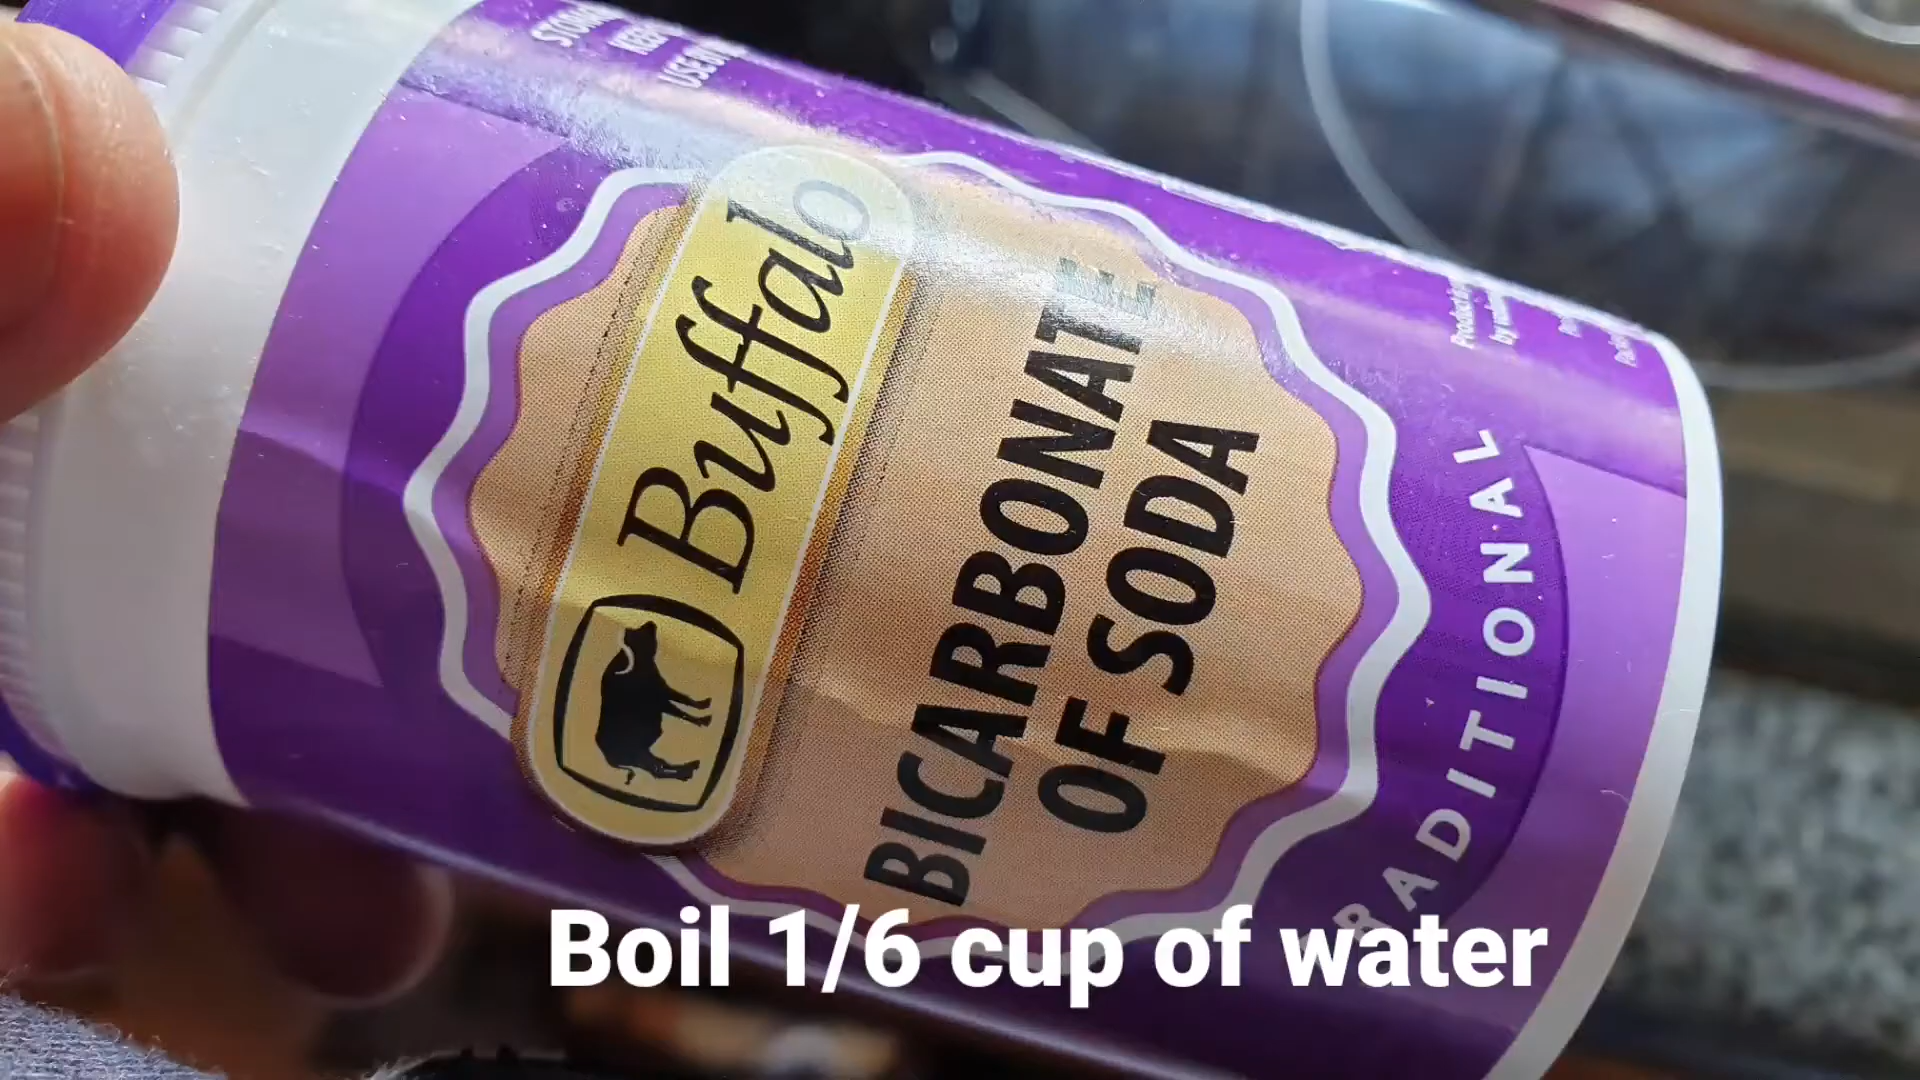 Buffalo
BICARBONATE
OF SODA
TRADITIONAL
Boil 1/6 cup of water